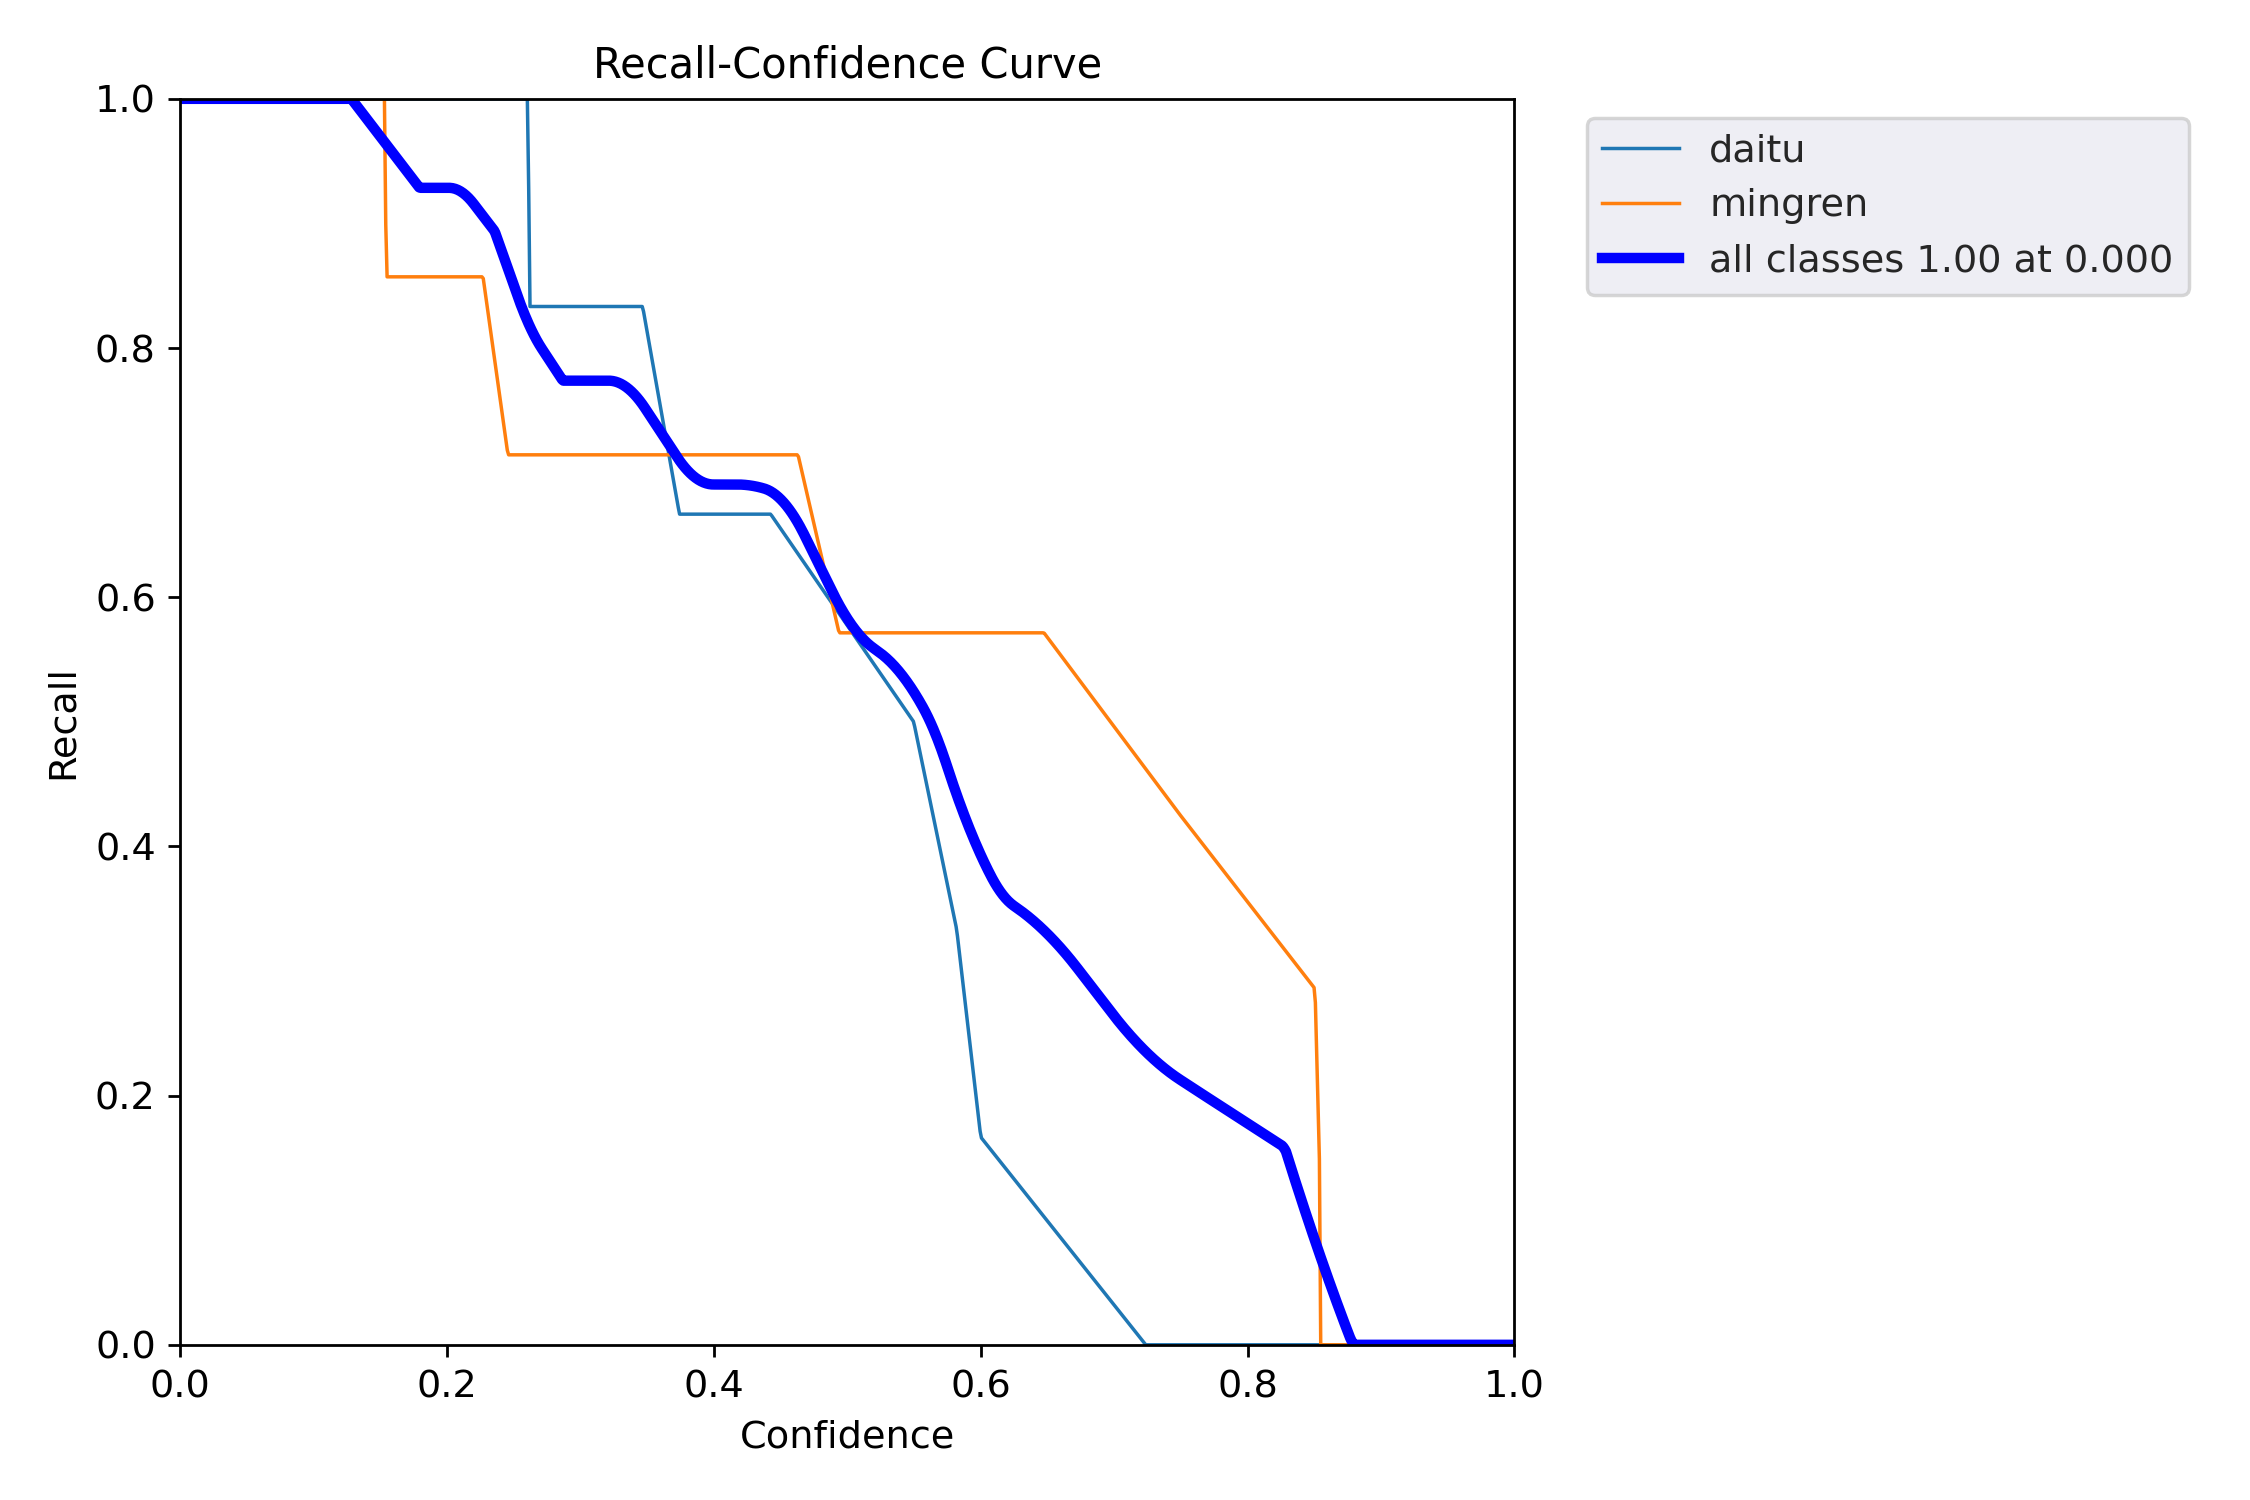 Recall-Confidence Curve
1.0
0.8
0.6
0.4
0.2
0.0
Recall
0.0 0.2 0.4 0.6 0.8 1.0
Confidence
daitu
mingren
all classes 1.00 at 0.000